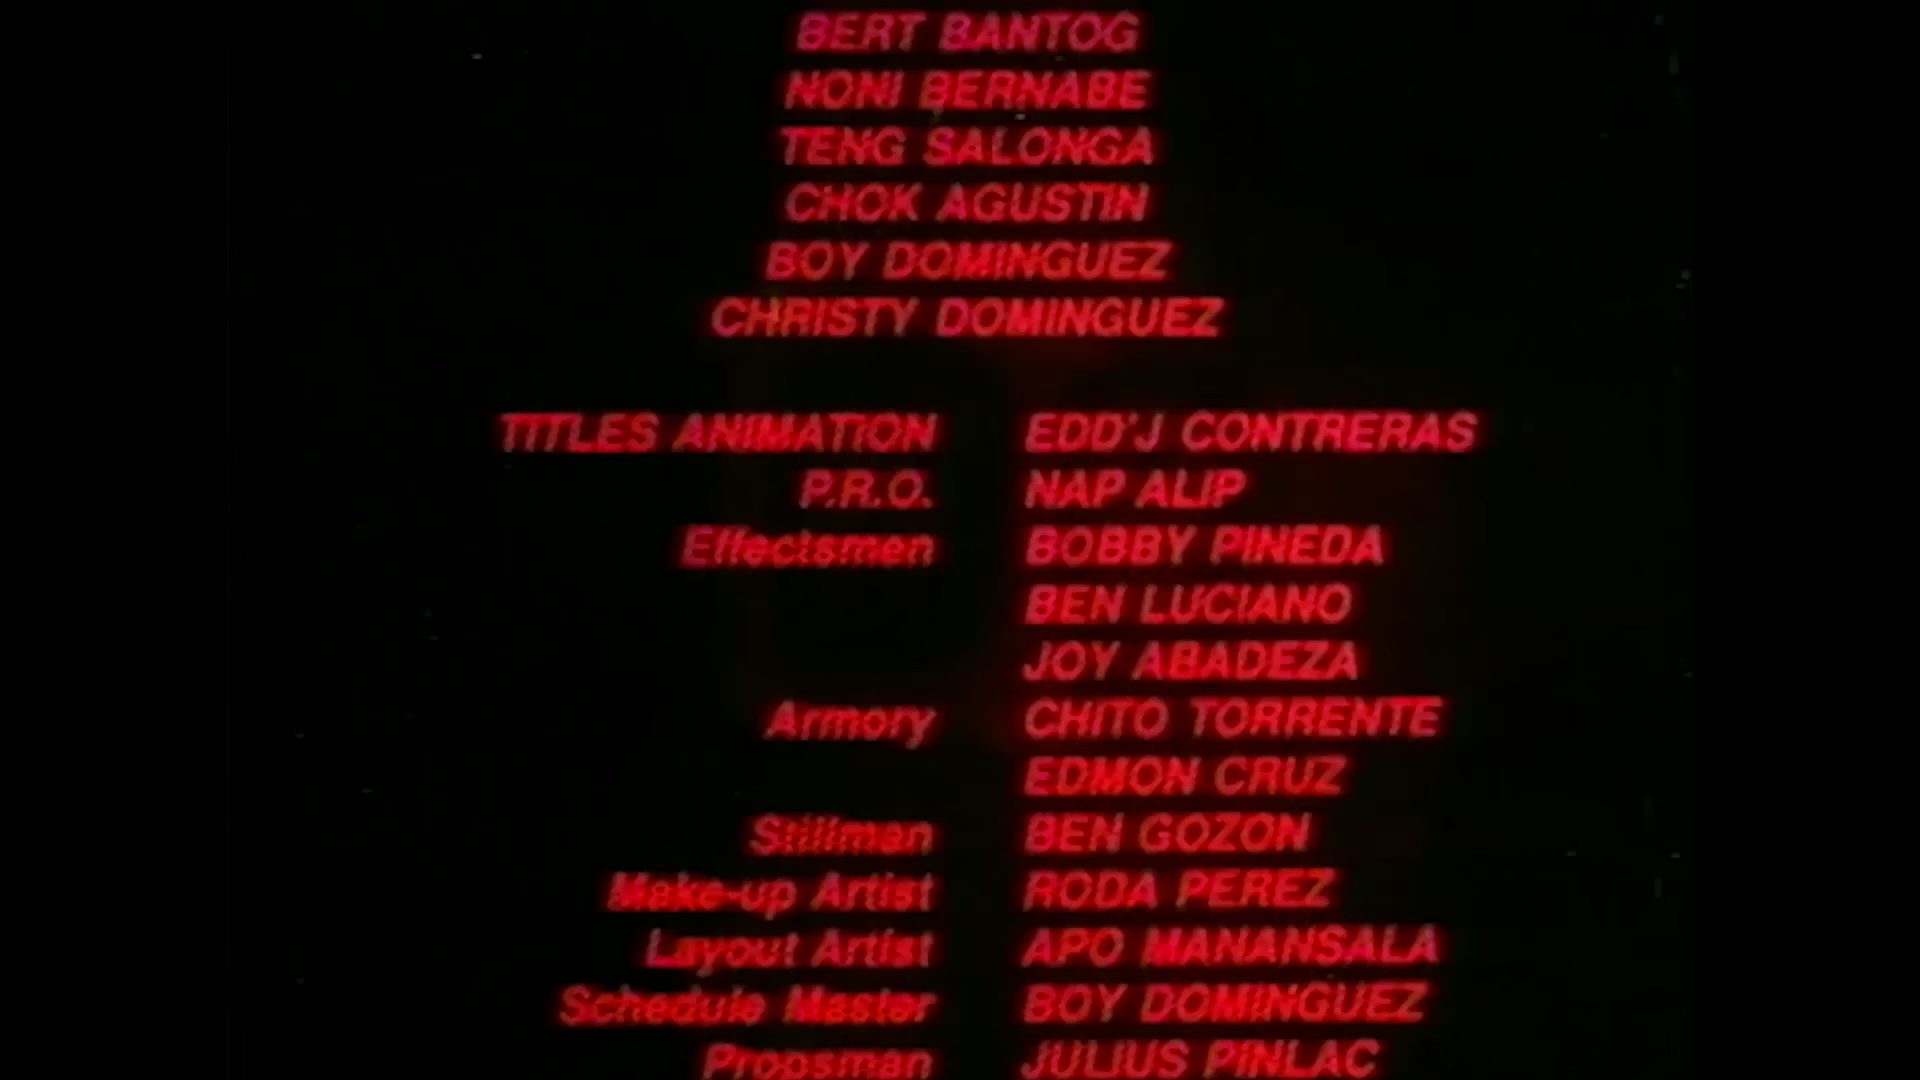 BERT BANTOG
NONI BERNABE
TENG SALONGA
CHOK AGUSTIN
BOY DOMINGUEZ
CHRISTY DOMINGUEZ
TITLES ANIMATION EDD'J CONTRERAS
P.R.O. NAP ALIP
Effectsmen BOBBY PINEDA
BEN LUCIANO
JOY ABADEZA
Armory CHITO TORRENTE
EDMON CRUZ
Stillman BEN GOZON
Make-up Artist RODA PEREZ
Layout Artist APO MANANSALA
Schedule Master BOY DOMINGUEZ
Propsman JULIUS PINLAC